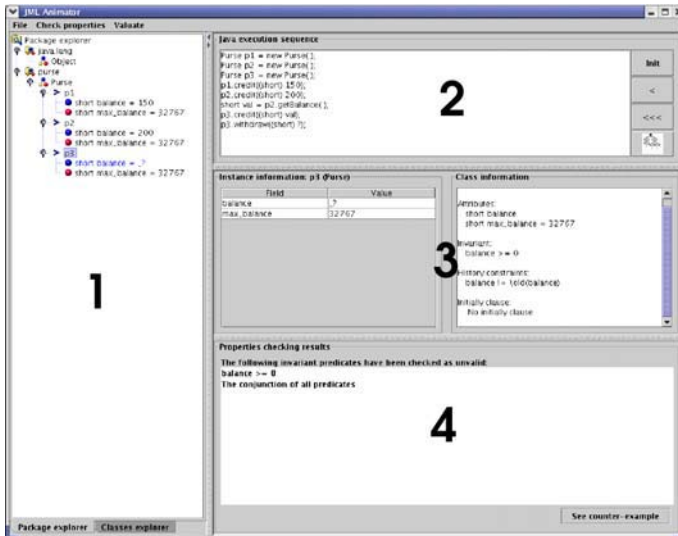 JML Animator
File Check properties Valuate
Package explorer
java.lang
Object
purse
Purse
p1
short balance = 150
short max_balance = 32767
p2
short balance = 200
short max_balance = 32767
p3
short balance = _?
short max_balance = 32767
1
Package explorer Classes explorer
Java execution sequence
Purse p1 = new Purse();
Purse p2 = new Purse();
Purse p3 = new Purse();
p1.credit((short) 150);
p2.credit((short) 200);
short val = p2.getBalance();
p3.credit((short) val);
p3.withdraw((short) ?);
2
Init
<
<<<
Instance information: p3 (Purse)
Field Value
balance _?
max_balance 32767
Class information
Attributes:
short balance
short max_balance = 32767
Invariant:
balance >= 0
History constraints:
balance != \old(balance)
Initially clause:
No initially clause
3
Properties checking results
The following invariant predicates have been checked as unvalid:
balance >= 0
The conjunction of all predicates
4
See counter-example